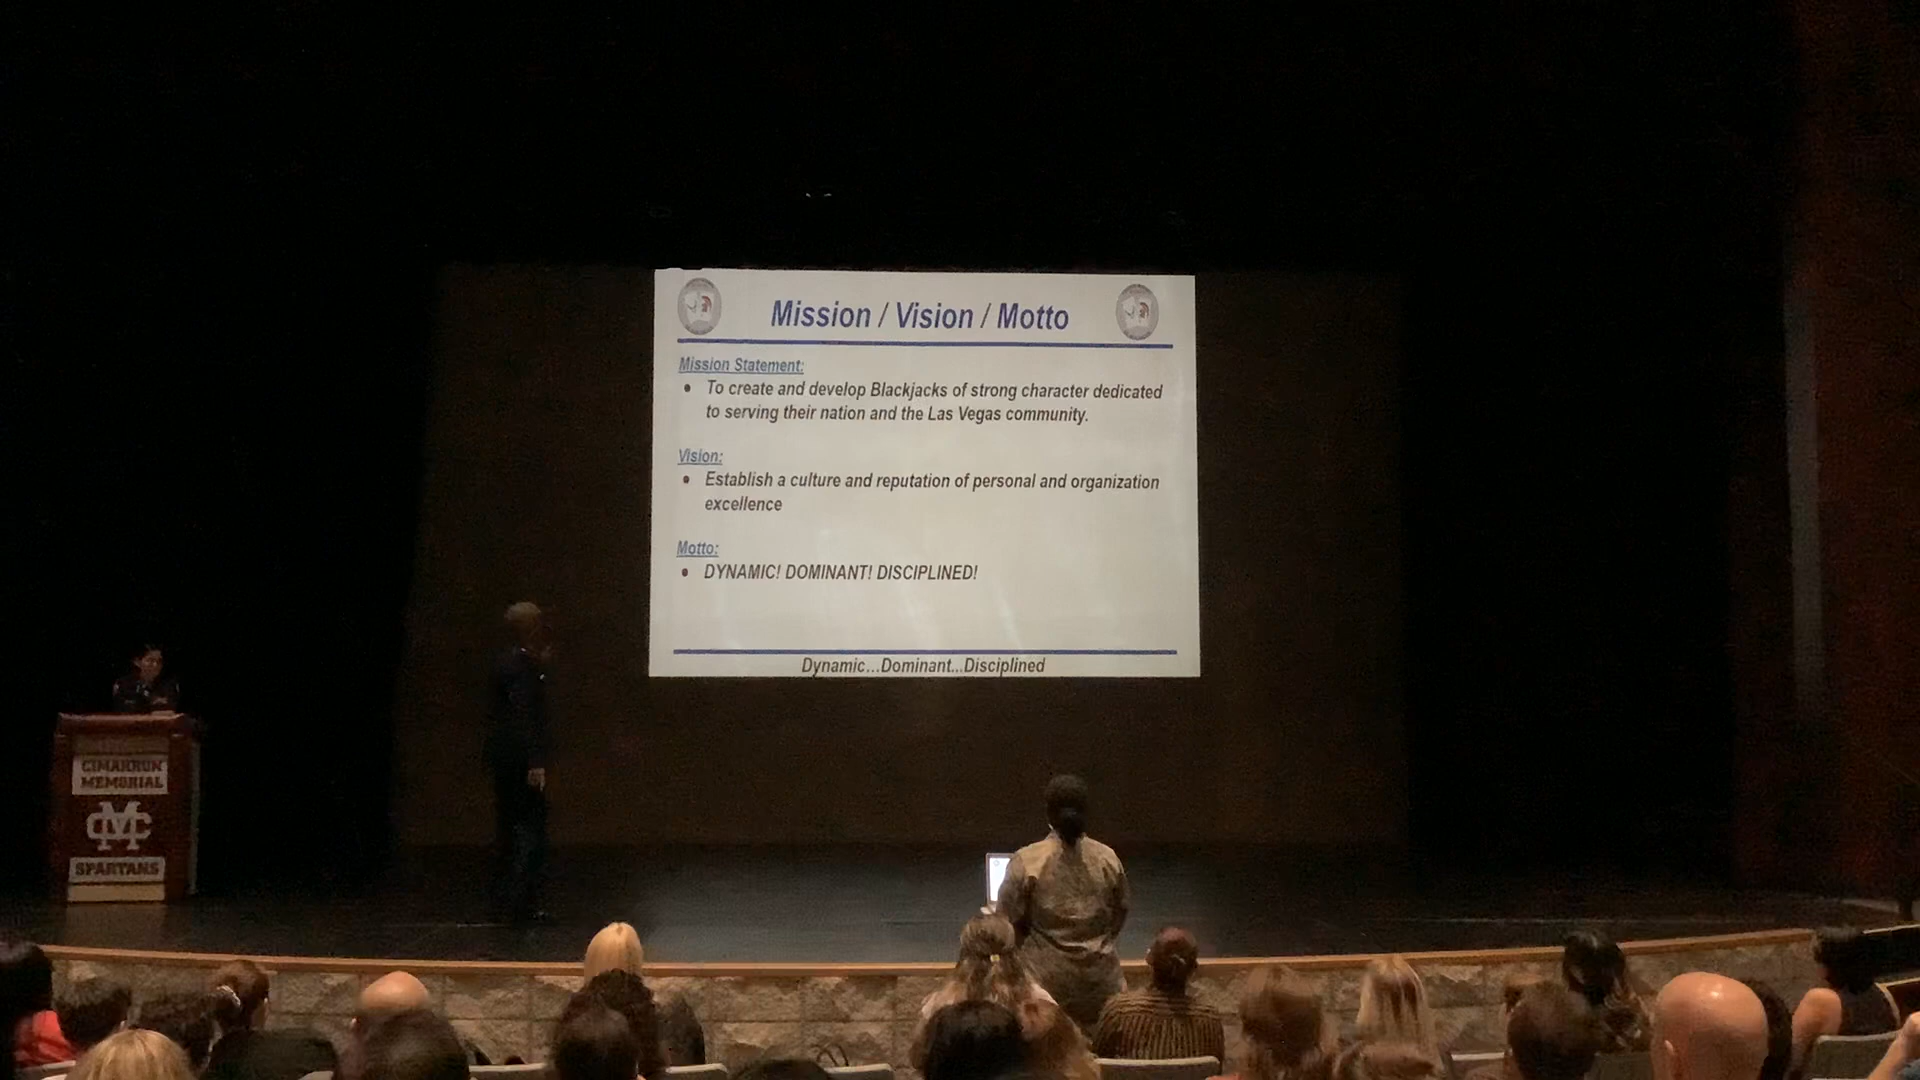 Mission / Vision / Motto
Mission Statement:
• To create and develop Blackjacks of strong character dedicated
to serving their nation and the Las Vegas community.
Vision:
• Establish a culture and reputation of personal and organization
excellence
Motto:
• DYNAMIC! DOMINANT! DISCIPLINED!
Dynamic...Dominant...Disciplined
CIMARRON
MEMORIAL
CM
SPARTANS